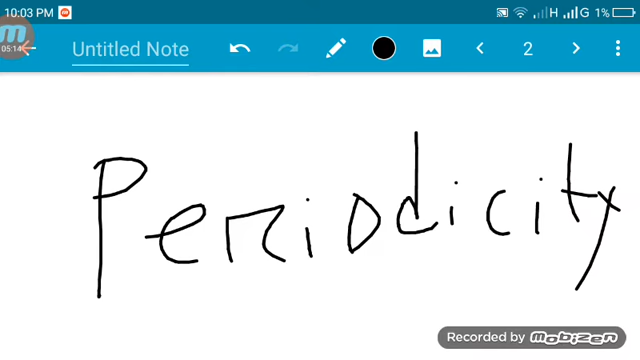 10:03 PM H G 1%
05:14 Untitled Note 2
Periodicity
Recorded by mobizen